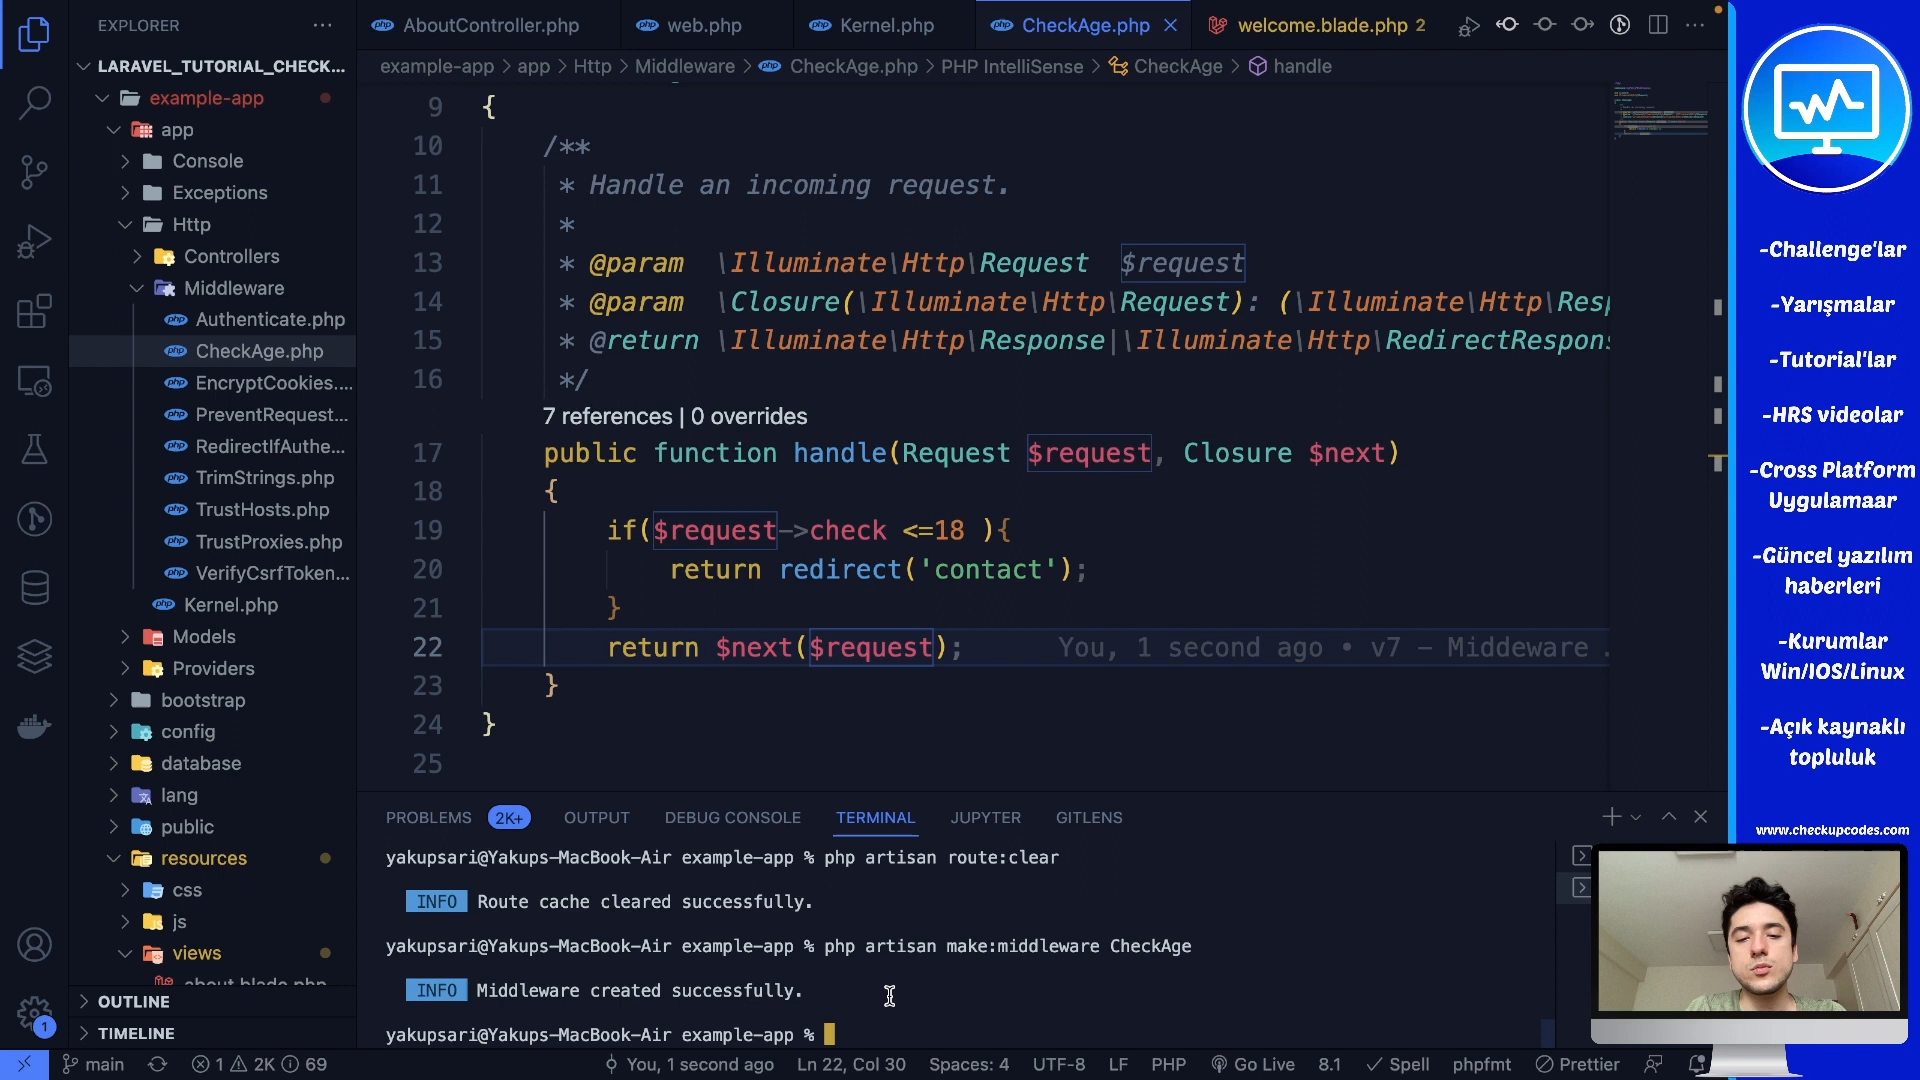 EXPLORER
LARAVEL_TUTORIAL_CHECK...
example-app
app
Console
Exceptions
Http
Controllers
Middleware
Authenticate.php
CheckAge.php
EncryptCookies....
PreventRequest...
RedirectIfAuthe...
TrimStrings.php
TrustHosts.php
TrustProxies.php
VerifyCsrfToken...
Kernel.php
Models
Providers
bootstrap
config
database
lang
public
resources
css
js
views
about.blade.php
OUTLINE
TIMELINE
1
AboutController.php
web.php
Kernel.php
CheckAge.php
welcome.blade.php 2
example-app > app > Http > Middleware > CheckAge.php > PHP IntelliSense > CheckAge > handle
9 {
10 /**
11 * Handle an incoming request.
12 *
13 * @param \Illuminate\Http\Request $request
14 * @param \Closure(\Illuminate\Http\Request): (\Illuminate\Http\Resp
15 * @return \Illuminate\Http\Response|\Illuminate\Http\RedirectRespons
16 */
7 references | 0 overrides
17 public function handle(Request $request, Closure $next)
18 {
19 if($request->check <=18 ){
20 return redirect('contact');
21 }
22 return $next($request); You, 1 second ago • v7 – Middeware .
23 }
24 }
25
PROBLEMS 2K+ OUTPUT DEBUG CONSOLE TERMINAL JUPYTER GITLENS
yakupsari@Yakups-MacBook-Air example-app % php artisan route:clear
INFO Route cache cleared successfully.
yakupsari@Yakups-MacBook-Air example-app % php artisan make:middleware CheckAge
INFO Middleware created successfully.
yakupsari@Yakups-MacBook-Air example-app %
main 1 2K 69 You, 1 second ago Ln 22, Col 30 Spaces: 4 UTF-8 LF PHP Go Live 8.1 Spell phpfmt Prettier
-Challenge'lar
-Yarışmalar
-Tutorial'lar
-HRS videolar
-Cross Platform
Uygulamaar
-Güncel yazılım
haberleri
-Kurumlar
Win/IOS/Linux
-Açık kaynaklı
topluluk
www.checkupcodes.com